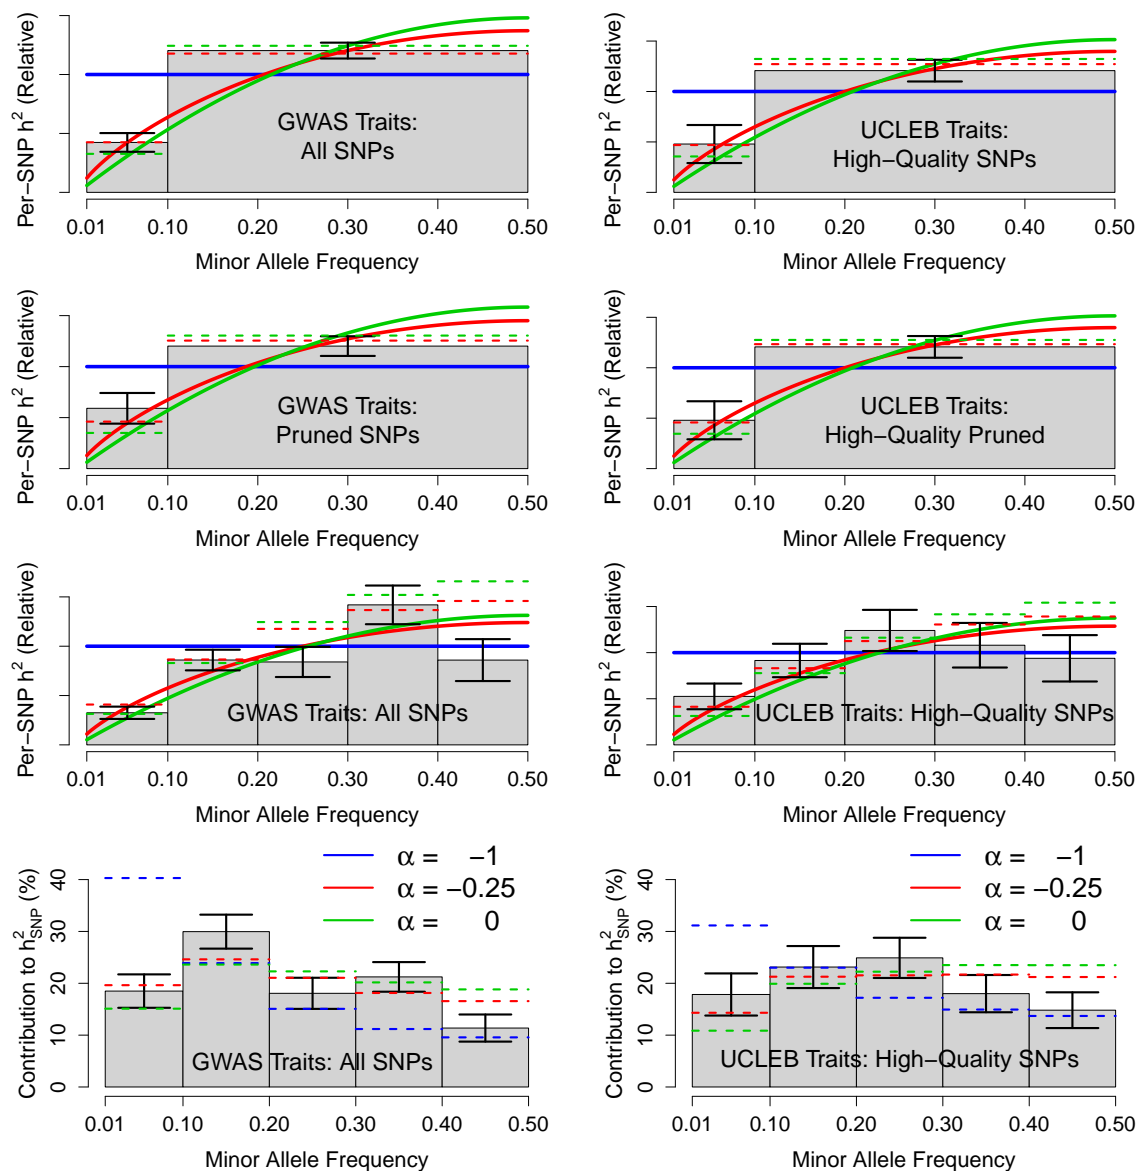 Per−SNP h² (Relative)
GWAS Traits:
All SNPs
0.01 0.10 0.20 0.30 0.40 0.50
Minor Allele Frequency
Per−SNP h² (Relative)
UCLEB Traits:
High−Quality SNPs
0.01 0.10 0.20 0.30 0.40 0.50
Minor Allele Frequency
Per−SNP h² (Relative)
GWAS Traits:
Pruned SNPs
0.01 0.10 0.20 0.30 0.40 0.50
Minor Allele Frequency
Per−SNP h² (Relative)
UCLEB Traits:
High−Quality Pruned
0.01 0.10 0.20 0.30 0.40 0.50
Minor Allele Frequency
Per−SNP h² (Relative)
GWAS Traits: All SNPs
0.01 0.10 0.20 0.30 0.40 0.50
Minor Allele Frequency
Per−SNP h² (Relative)
UCLEB Traits: High−Quality SNPs
0.01 0.10 0.20 0.30 0.40 0.50
Minor Allele Frequency
Contribution to h²SNP (%)
0 10 20 30 40
α = −1
α = −0.25
α = 0
GWAS Traits: All SNPs
0.01 0.10 0.20 0.30 0.40 0.50
Minor Allele Frequency
Contribution to h²SNP (%)
0 10 20 30 40
α = −1
α = −0.25
α = 0
UCLEB Traits: High−Quality SNPs
0.01 0.10 0.20 0.30 0.40 0.50
Minor Allele Frequency